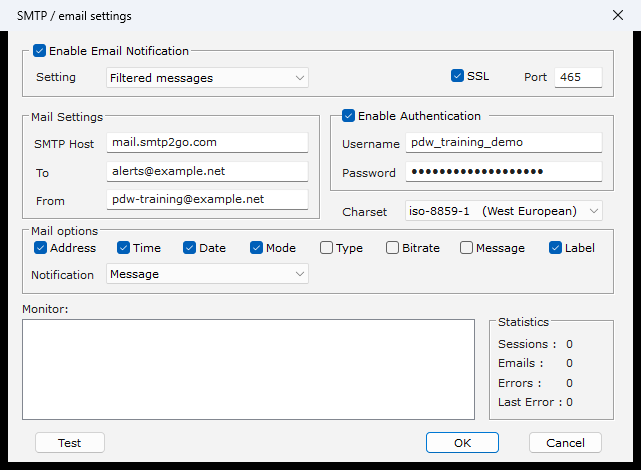 SMTP / email settings
Enable Email Notification
Setting Filtered messages SSL Port 465
Mail Settings Enable Authentication
SMTP Host mail.smtp2go.com Username pdw_training_demo
To alerts@example.net Password ●●●●●●●●●●●●●●●●●●●
From pdw-training@example.net
Charset iso-8859-1 (West European)
Mail options
Address Time Date Mode Type Bitrate Message Label
Notification Message
Monitor:
Statistics
Sessions : 0
Emails : 0
Errors : 0
Last Error : 0
Test OK Cancel